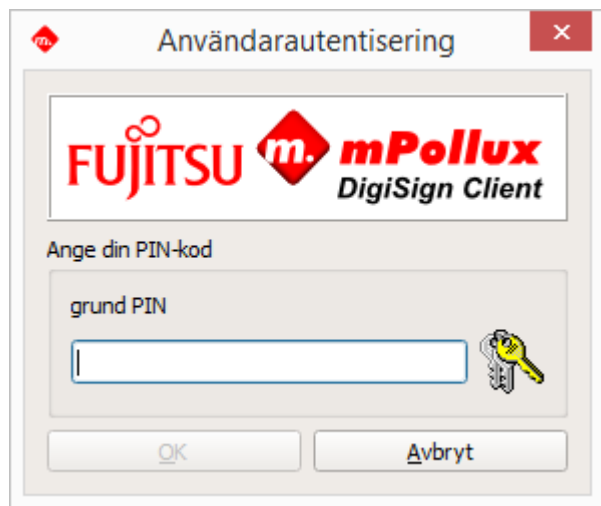 m.
Användarautentisering
×
FUJITSU m. mPollux
DigiSign Client
Ange din PIN-kod
grund PIN
OK
Avbryt